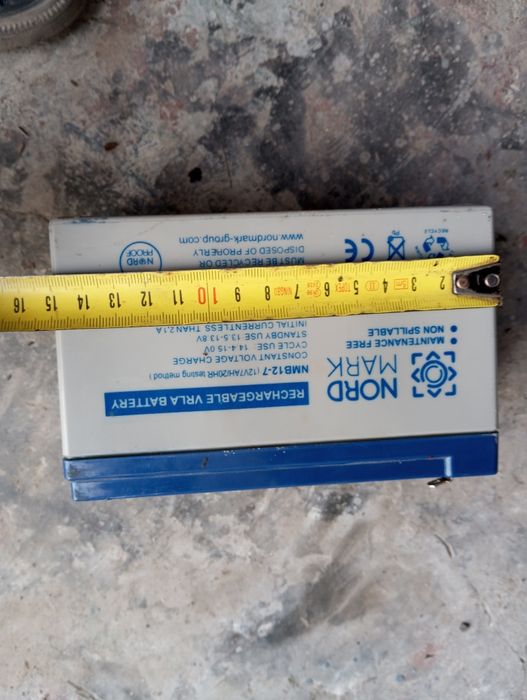 NORD
MARK
● MAINTENANCE FREE
● NON SPILLABLE
RECHARGEABLE VRLA BATTERY
NMB12-7 (12V7AH/20HR testing method)
CONSTANT VOLTAGE CHARGE
CYCLE USE: 14.4-15.0V
STANDBY USE:13.5-13.8V
INITIAL CURRENTLESS THAN:2.1A
2 3 4 5 6 7 8 9 10 11 12 13 14 15 16
CE
Pb
RECYCLE
MUST BE RECYCLED OR
DISPOSED OF PROPERLY
www.nordmark-group.com
NORD
PROOF